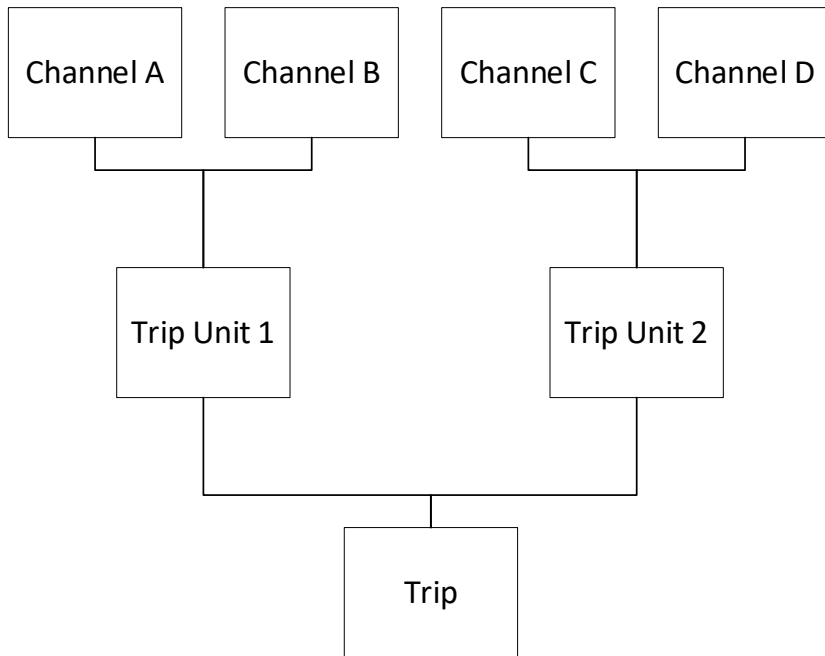 Channel A
Channel B
Channel C
Channel D
Trip Unit 1
Trip Unit 2
Trip